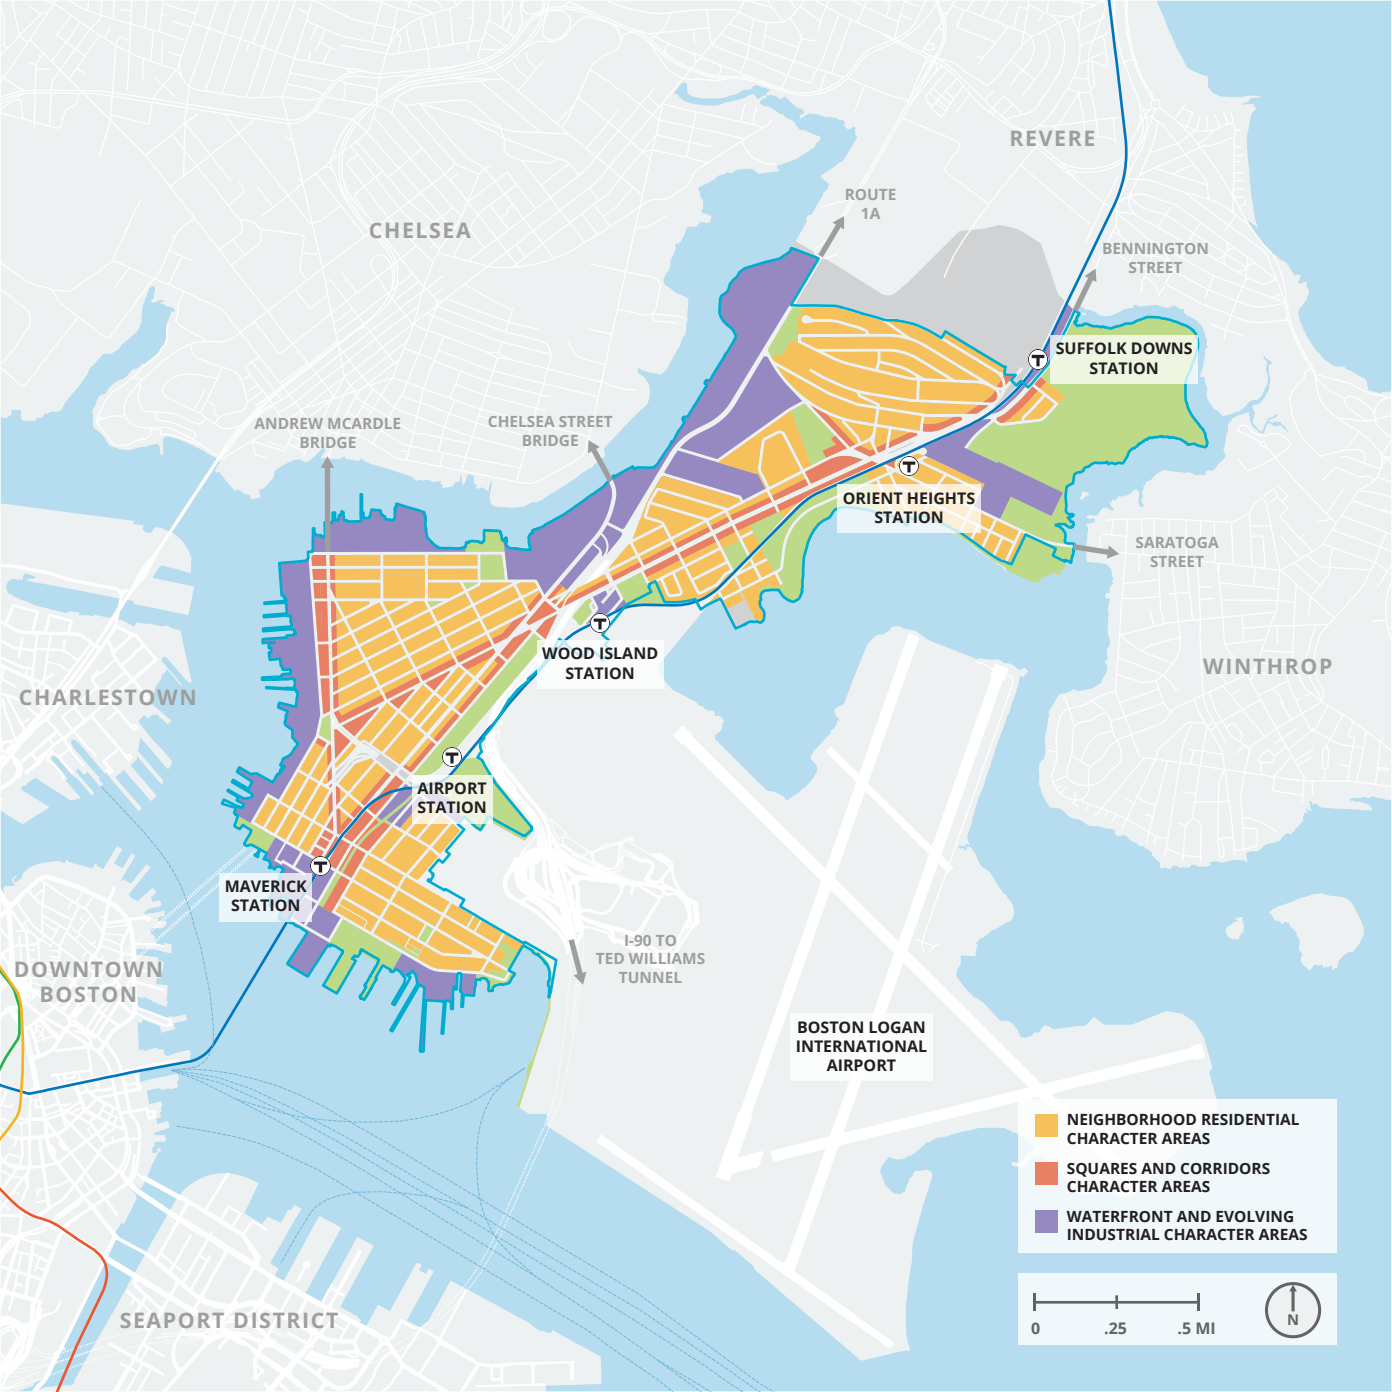 REVERE
ROUTE
1A
CHELSEA
BENNINGTON
STREET
SUFFOLK DOWNS
STATION
T
ANDREW MCARDLE
BRIDGE
CHELSEA STREET
BRIDGE
T
ORIENT HEIGHTS
STATION
SARATOGA
STREET
T
WOOD ISLAND
STATION
WINTHROP
CHARLESTOWN
T
AIRPORT
STATION
T
MAVERICK
STATION
I-90 TO
TED WILLIAMS
TUNNEL
DOWNTOWN
BOSTON
BOSTON LOGAN
INTERNATIONAL
AIRPORT
NEIGHBORHOOD RESIDENTIAL
CHARACTER AREAS
SQUARES AND CORRIDORS
CHARACTER AREAS
WATERFRONT AND EVOLVING
INDUSTRIAL CHARACTER AREAS
SEAPORT DISTRICT
0 .25 .5 MI
N